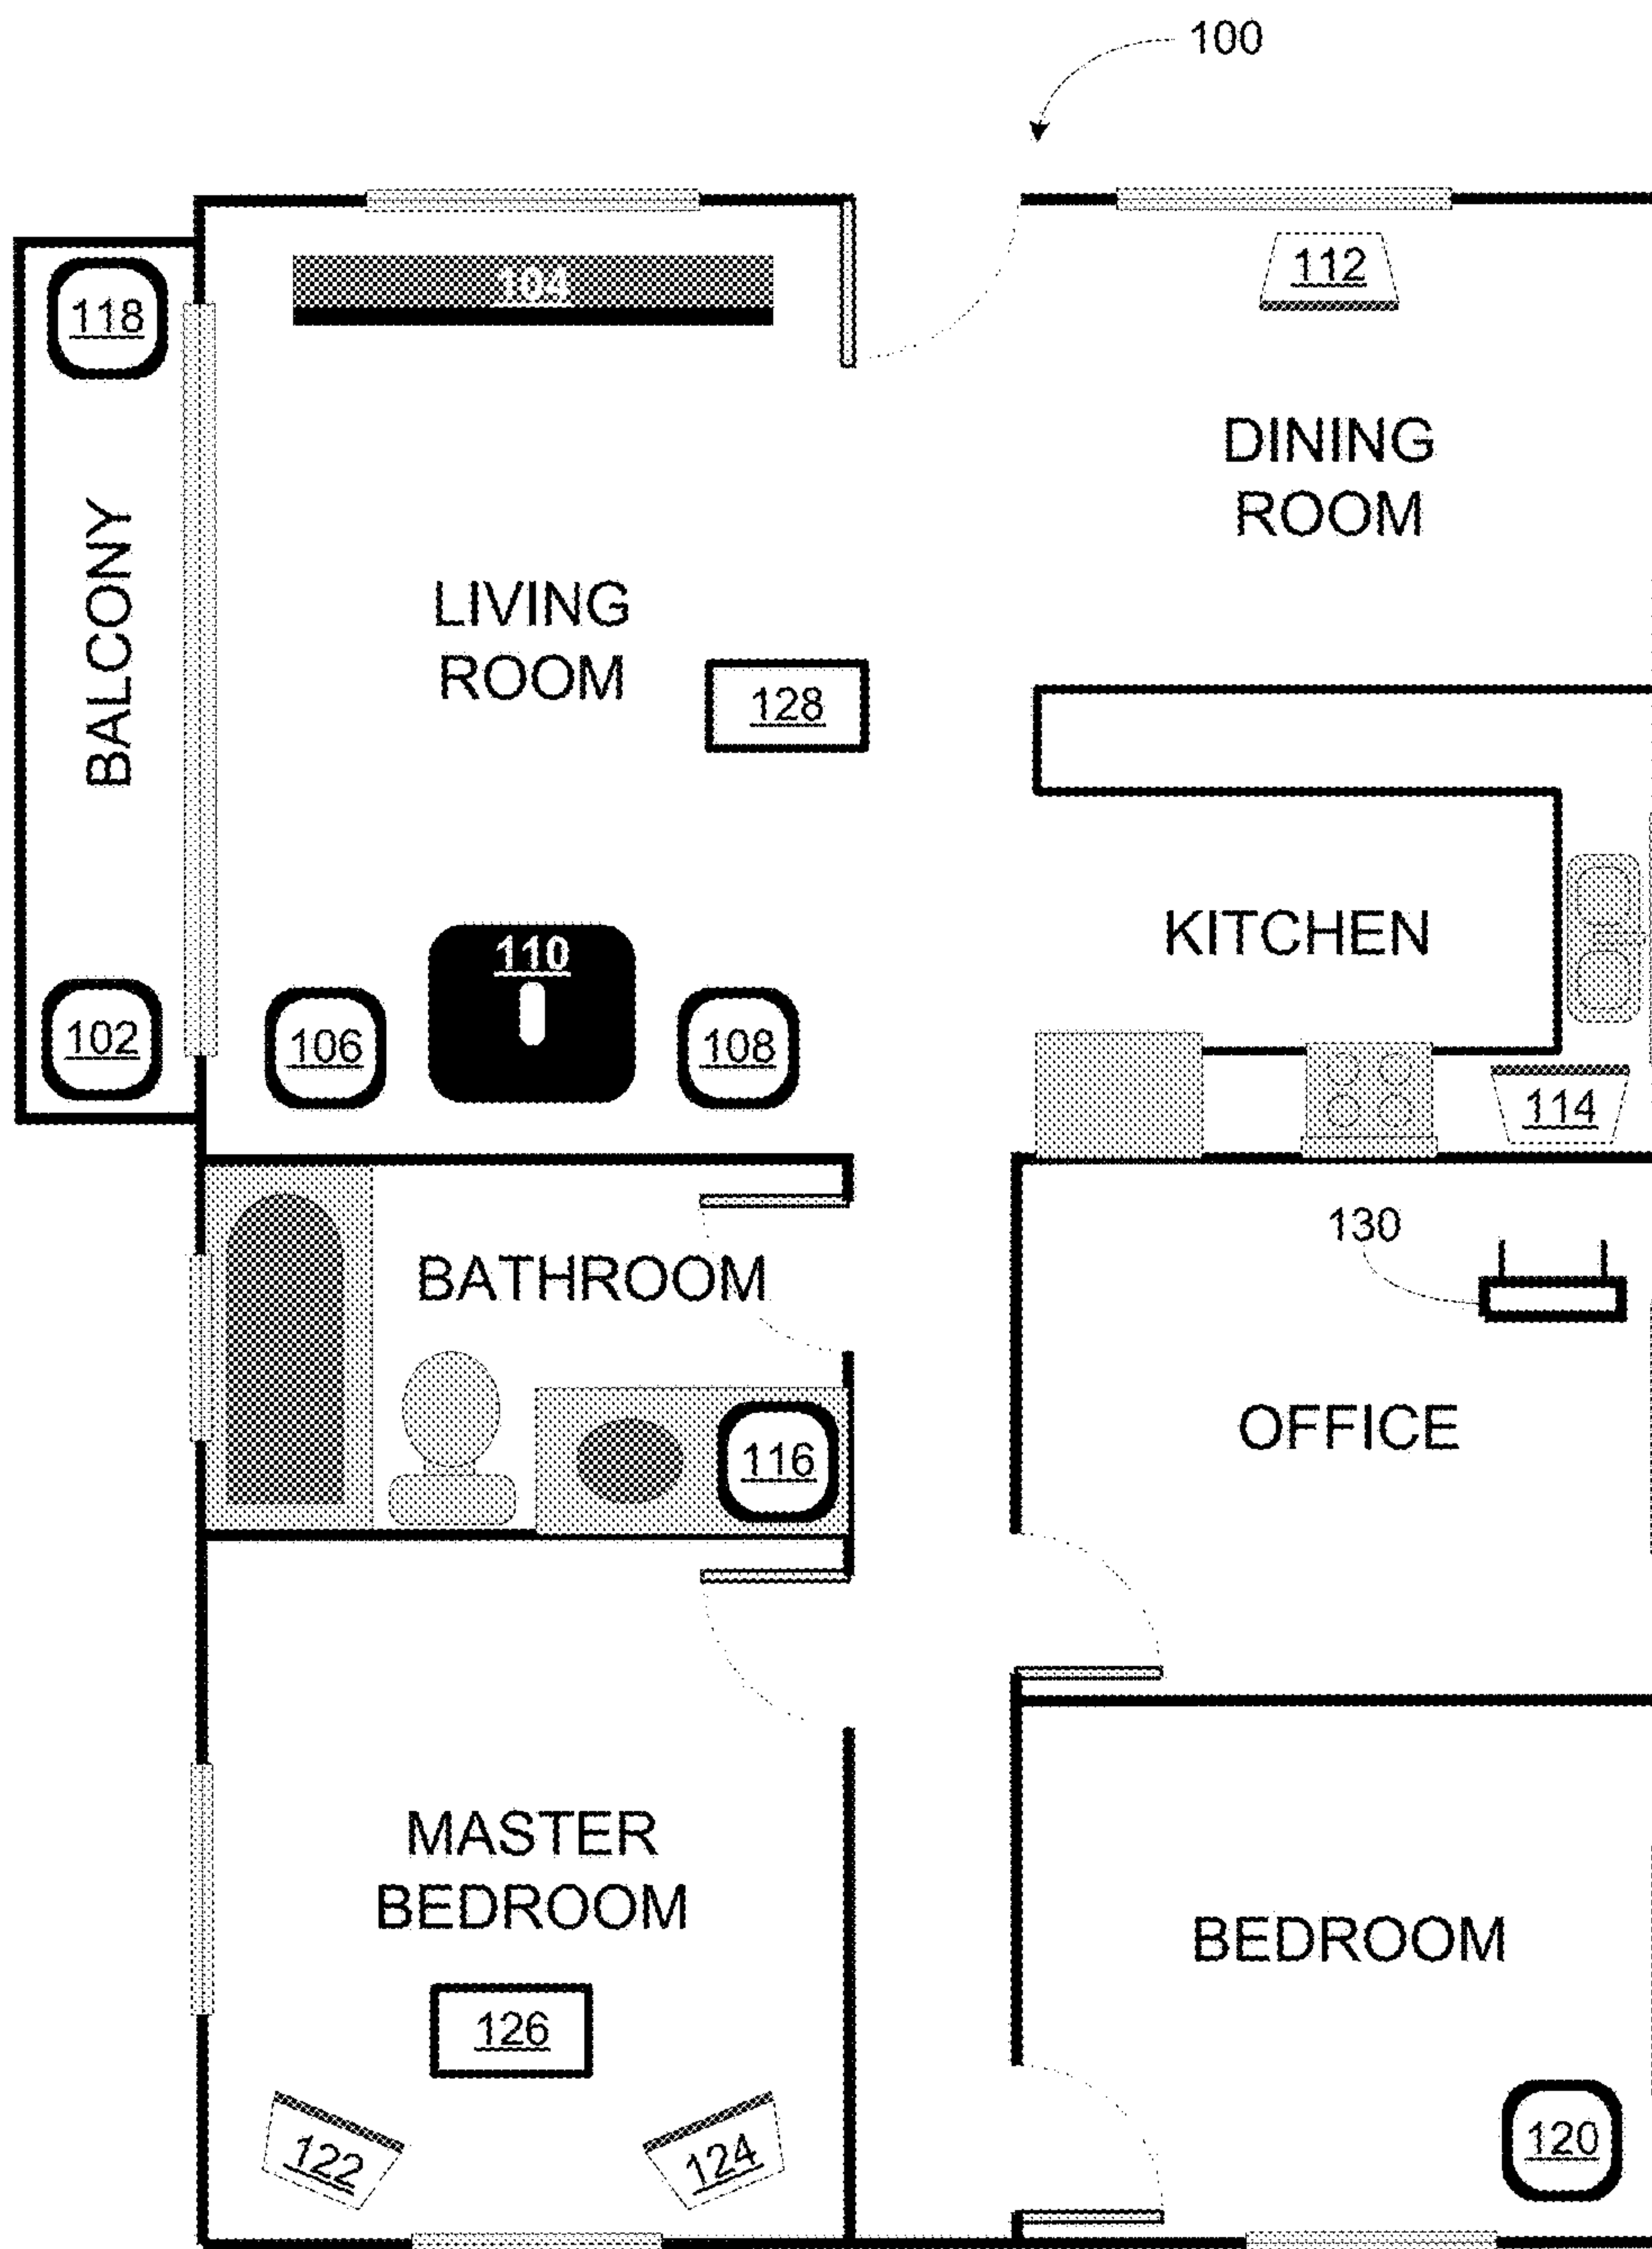 100
104
112
118
DINING
ROOM
BALCONY
LIVING
ROOM
128
KITCHEN
110
102
106
108
114
130
BATHROOM
OFFICE
116
MASTER
BEDROOM
BEDROOM
126
122
124
120